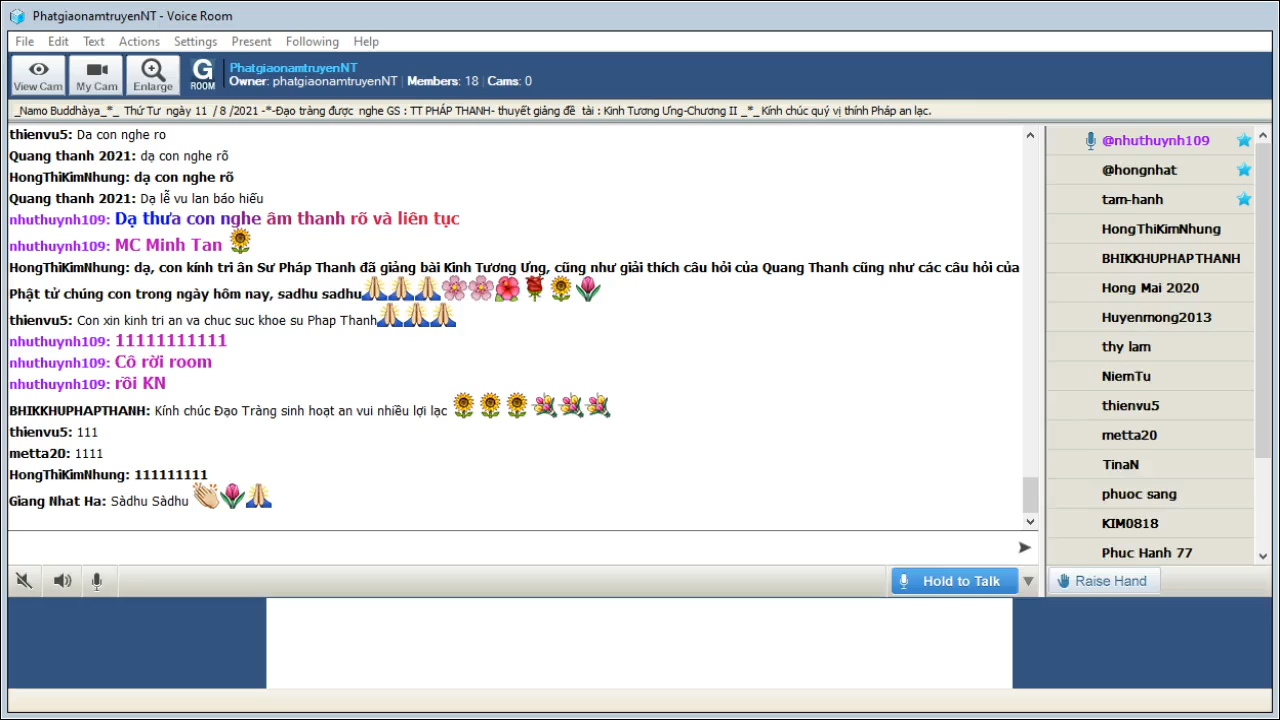 PhatgiaonamtruyenNT - Voice Room
File Edit Text Actions Settings Present Following Help
View Cam My Cam Enlarge G ROOM
PhatgiaonamtruyenNT
Owner: phatgiaonamtruyenNT Members: 18 Cams: 0
_Namo Buddhàya_*_ Thứ Tư ngày 11 / 8 /2021 -*-Đạo tràng được nghe GS : TT PHÁP THANH- thuyết giảng đề tài : Kinh Tương Ưng-Chương II _*_ Kính chúc quý vị thính Pháp an lạc.
thienvu5: Da con nghe ro
Quang thanh 2021: dạ con nghe rõ
HongThiKimNhung: dạ con nghe rõ
Quang thanh 2021: Dạ lễ vu lan báo hiếu
nhuthuynh109: Dạ thưa con nghe âm thanh rõ và liên tục
nhuthuynh109: MC Minh Tan
HongThiKimNhung: dạ, con kính tri ân Sư Pháp Thanh đã giảng bài Kinh Tương Ưng, cũng như giải thích câu hỏi của Quang Thanh cũng như các câu hỏi của
Phật tử chúng con trong ngày hôm nay, sadhu sadhu
thienvu5: Con xin kinh tri an va chuc suc khoe su Phap Thanh
nhuthuynh109: 11111111111
nhuthuynh109: Cô rời room
nhuthuynh109: rồi KN
BHIKKHUPHAPTHANH: Kính chúc Đạo Tràng sinh hoạt an vui nhiều lợi lạc
thienvu5: 111
metta20: 1111
HongThiKimNhung: 111111111
Giang Nhat Ha: Sàdhu Sàdhu
@nhuthuynh109
@hongnhat
tam-hanh
HongThiKimNhung
BHIKKHUPHAPTHANH
Hong Mai 2020
Huyenmong2013
thy lam
NiemTu
thienvu5
metta20
TinaN
phuoc sang
KIM0818
Phuc Hanh 77
Hold to Talk
Raise Hand